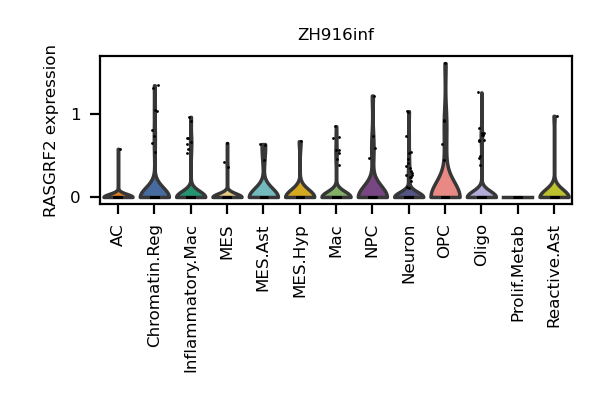 ZH916inf
RASGRF2 expression
1
0
AC
Chromatin.Reg
Inflammatory.Mac
MES
MES.Ast
MES.Hyp
Mac
NPC
Neuron
OPC
Oligo
Prolif.Metab
Reactive.Ast